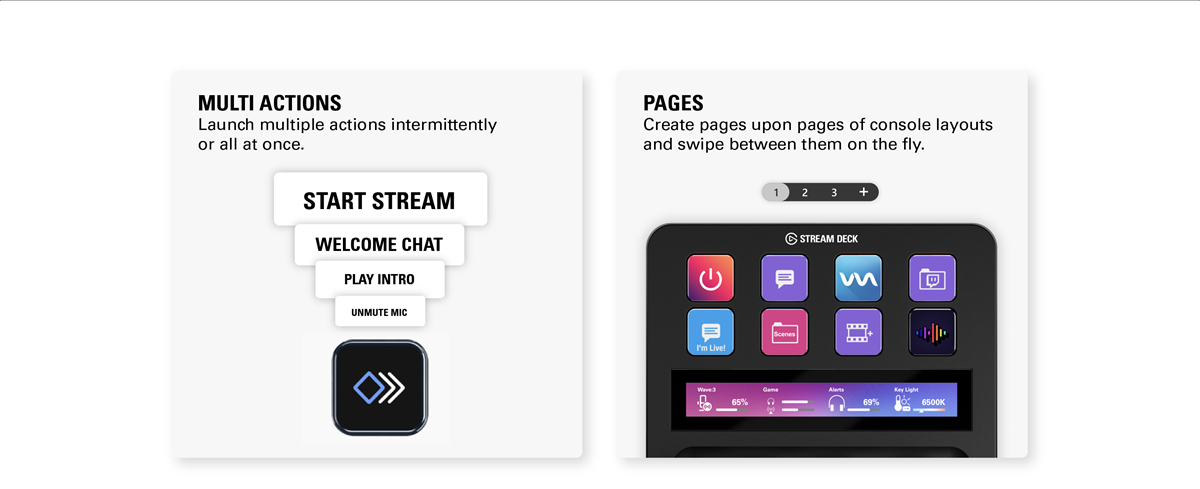 MULTI ACTIONS
Launch multiple actions intermittently
or all at once.
START STREAM
WELCOME CHAT
PLAY INTRO
UNMUTE MIC
PAGES
Create pages upon pages of console layouts
and swipe between them on the fly.
1 2 3 +
STREAM DECK
Scenes
I'm Live!
Wave:3 Game Alerts Key Light
65% 69% 6500K